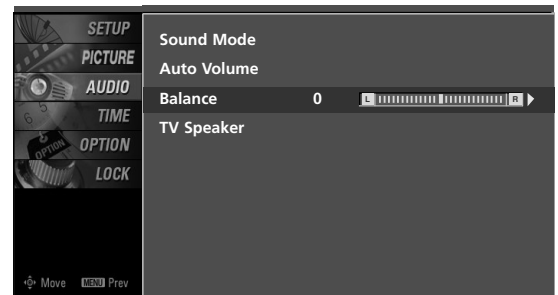 SETUP
PICTURE
AUDIO
TIME
OPTION
LOCK
Move MENU Prev
Sound Mode
Auto Volume
Balance 0 L R
TV Speaker